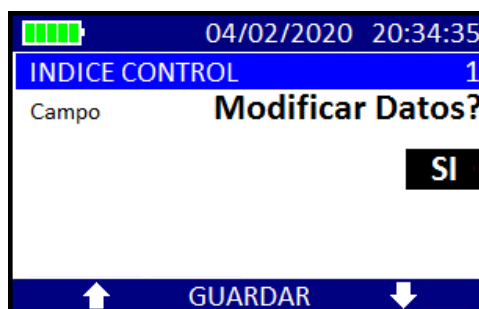 04/02/2020 20:34:35
INDICE CONTROL 1
Campo Modificar Datos?
SI
GUARDAR